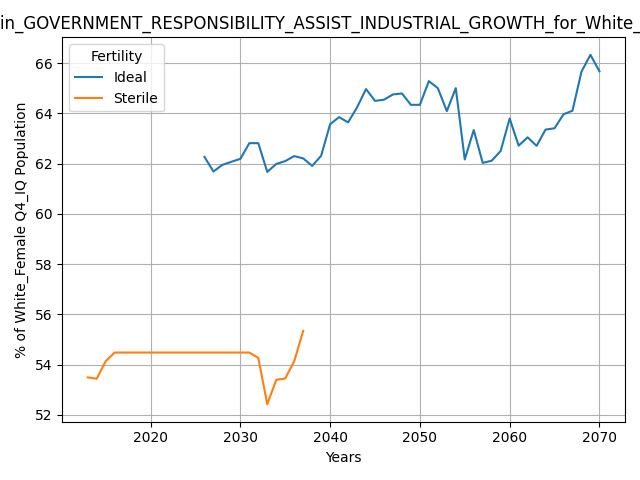 in_GOVERNMENT_RESPONSIBILITY_ASSIST_INDUSTRIAL_GROWTH_for_White_
Fertility
Ideal
Sterile
% of White_Female Q4_IQ Population
66
64
62
60
58
56
54
52
2020 2030 2040 2050 2060 2070
Years